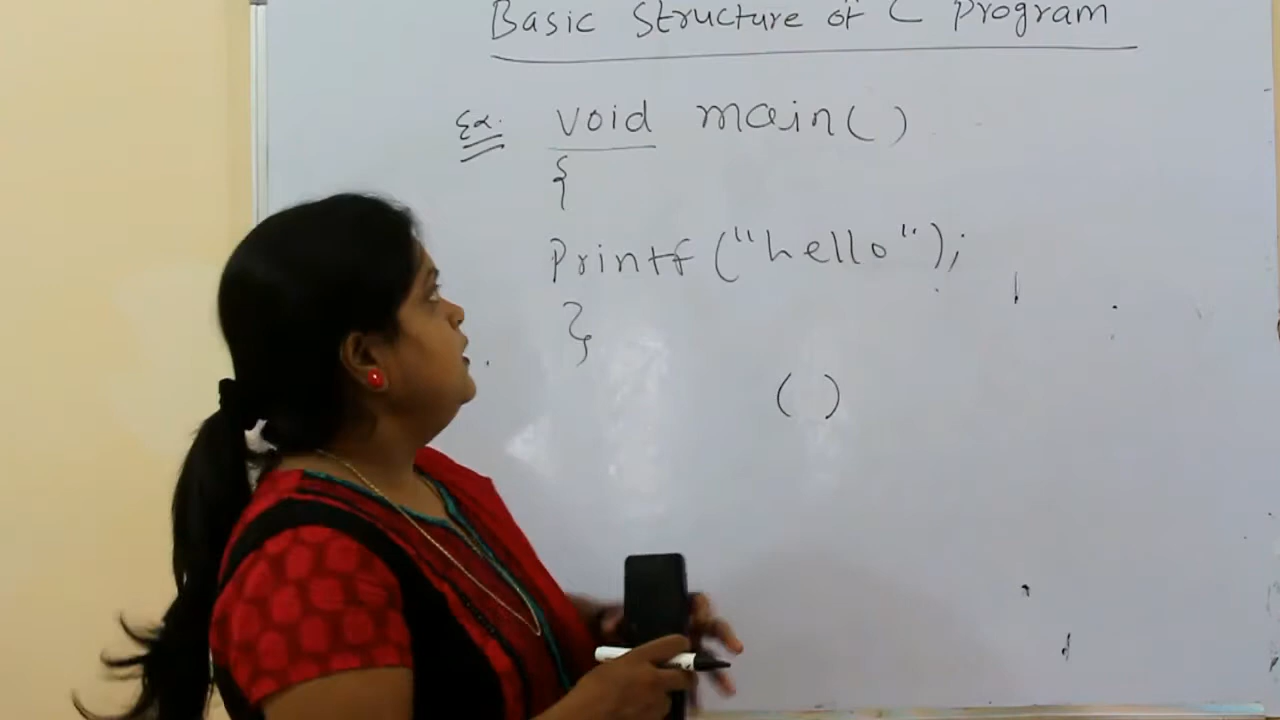 Basic Structure of C Program
Ex. void main()
{
Printf("hello");
}
( )